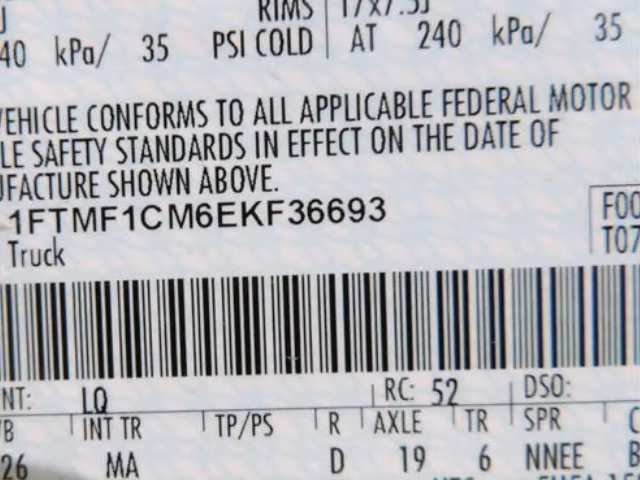 J RIMS 17x7.5J
240 kPa/ 35 PSI COLD AT 240 kPa/ 35
VEHICLE CONFORMS TO ALL APPLICABLE FEDERAL MOTOR
LE SAFETY STANDARDS IN EFFECT ON THE DATE OF
UFACTURE SHOWN ABOVE.
1FTMF1CM6EKF36693 F00
Truck T07
NT: LQ RC: 52 DSO:
B INT TR TP/PS R AXLE TR SPR
26 MA D 19 6 NNEE B